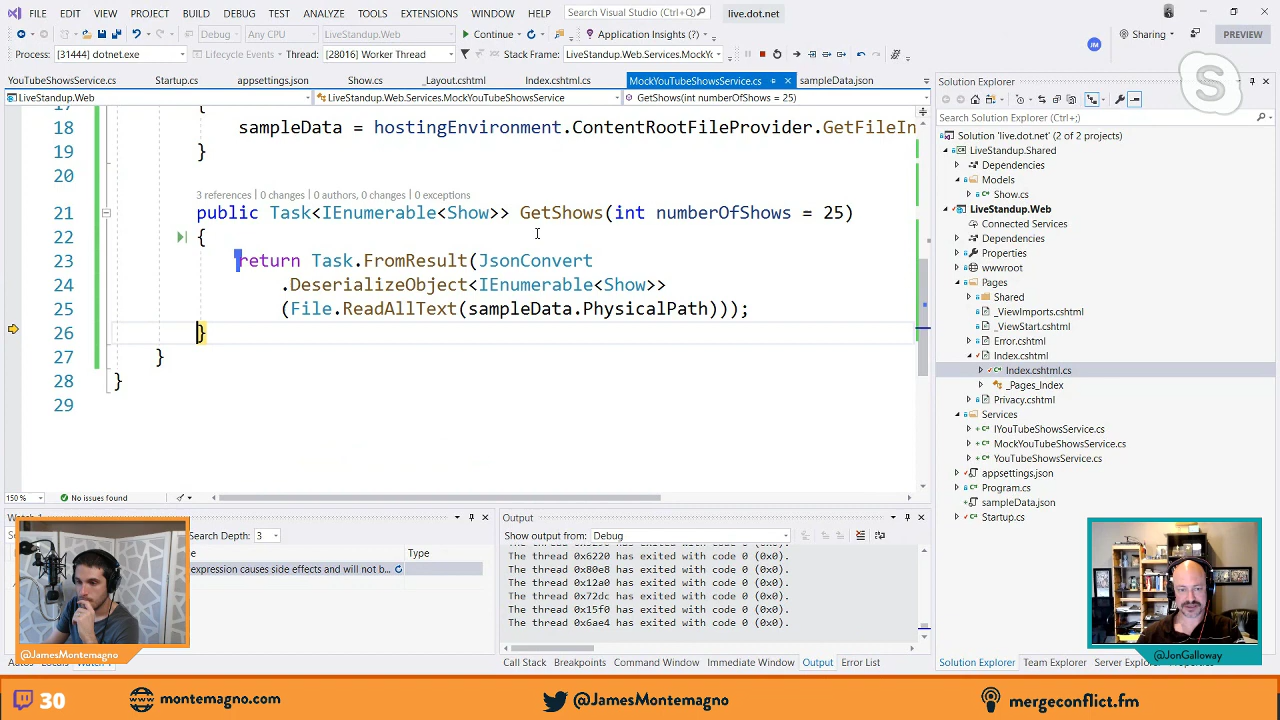 FILE EDIT VIEW PROJECT BUILD DEBUG TEST ANALYZE TOOLS EXTENSIONS WINDOW HELP Search Visual Studio (Ctrl+Q) live.dot.net
Debug Any CPU LiveStandup.Web Continue Application Insights (?) Sharing PREVIEW
Process: [31444] dotnet.exe Lifecycle Events Thread: [28016] Worker Thread Stack Frame: LiveStandup.Web.Services.MockYo
JM
YouTubeShowsService.cs Startup.cs appsettings.json Show.cs _Layout.cshtml Index.cshtml.cs MockYouTubeShowsService.cs sampleData.json
LiveStandup.Web LiveStandup.Web.Services.MockYouTubeShowsService GetShows(int numberOfShows = 25)
17 {
18 sampleData = hostingEnvironment.ContentRootFileProvider.GetFileIn
19 }
20
3 references | 0 changes | 0 authors, 0 changes | 0 exceptions
21 public Task<IEnumerable<Show>> GetShows(int numberOfShows = 25)
22 {
23 return Task.FromResult(JsonConvert
24 .DeserializeObject<IEnumerable<Show>>
25 (File.ReadAllText(sampleData.PhysicalPath)));
26 }
27 }
28 }
29
150 % No issues found
Solution Explorer
Search Solution Explorer (Ctrl+;)
Solution 'live.dot.net' (2 of 2 projects)
LiveStandup.Shared
Dependencies
Models
Show.cs
LiveStandup.Web
Connected Services
Dependencies
Properties
wwwroot
Pages
Shared
_ViewImports.cshtml
_ViewStart.cshtml
Error.cshtml
Index.cshtml
Index.cshtml.cs
_Pages_Index
Privacy.cshtml
Services
IYouTubeShowsService.cs
MockYouTubeShowsService.cs
YouTubeShowsService.cs
appsettings.json
Program.cs
sampleData.json
Startup.cs
Search Depth: 3
Type
expression causes side effects and will not b...
Output
Show output from: Debug
The thread 0x6220 has exited with code 0 (0x0).
The thread 0x80e8 has exited with code 0 (0x0).
The thread 0x12a0 has exited with code 0 (0x0).
The thread 0x72dc has exited with code 0 (0x0).
The thread 0x15f0 has exited with code 0 (0x0).
The thread 0x6ae4 has exited with code 0 (0x0).
Call Stack Breakpoints Command Window Immediate Window Output Error List
Solution Explorer Team Explorer Server Explo
@JamesMontemagno
@JonGalloway
30 montemagno.com @JamesMontemagno mergeconflict.fm